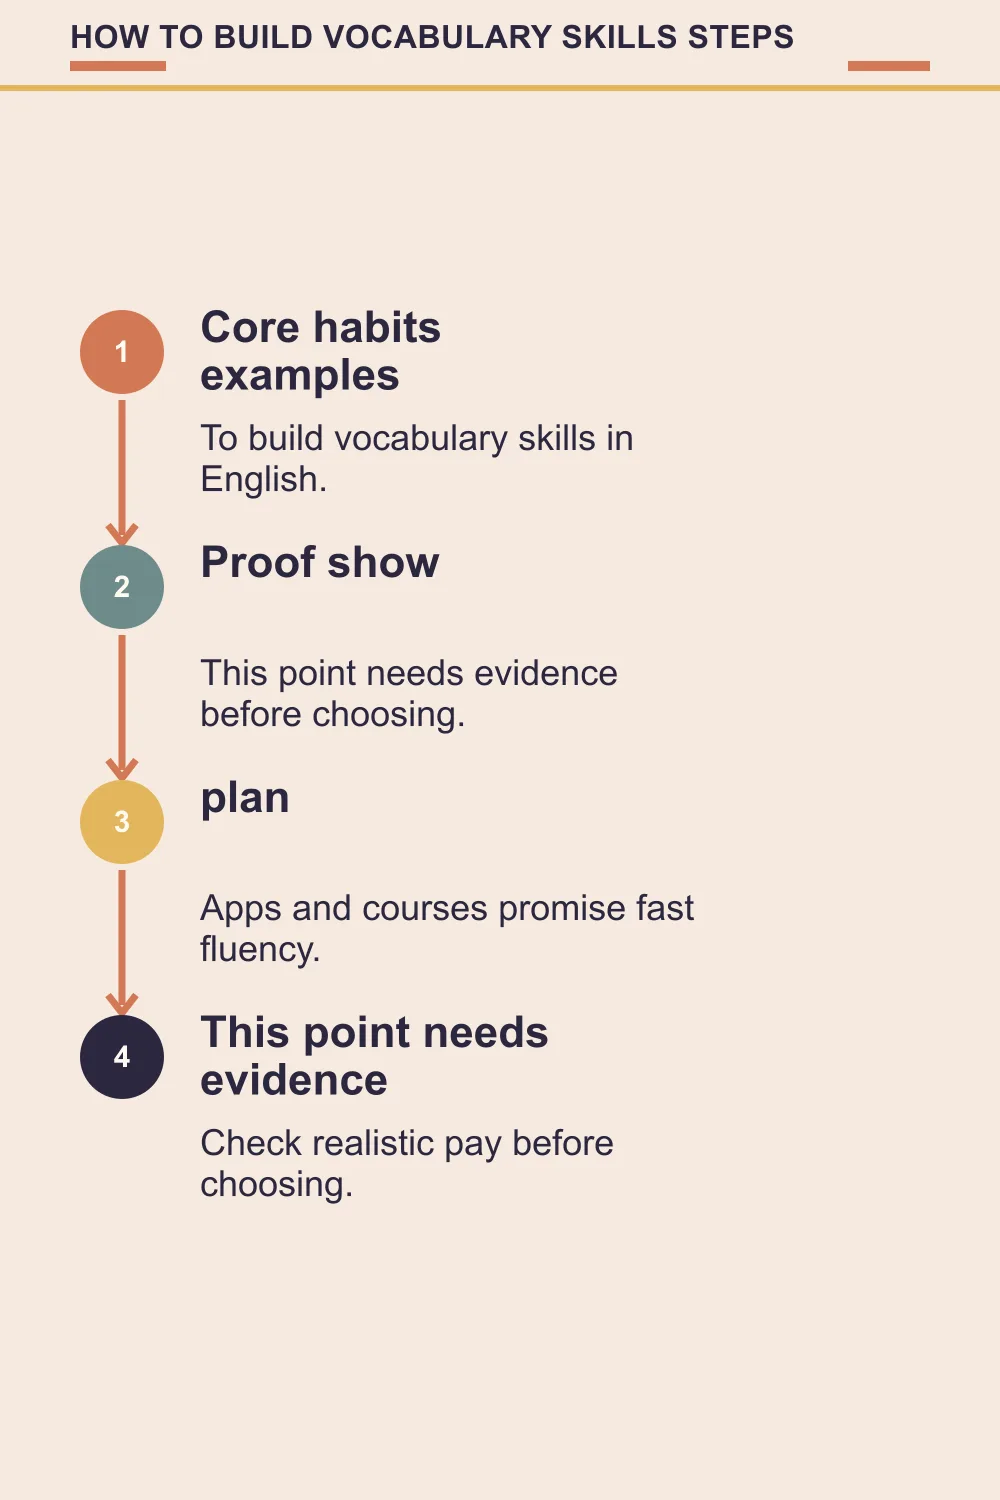 HOW TO BUILD VOCABULARY SKILLS STEPS
1
Core habits
examples
To build vocabulary skills in
English.
2
Proof show
This point needs evidence
before choosing.
3
plan
Apps and courses promise fast
fluency.
4
This point needs
evidence
Check realistic pay before
choosing.